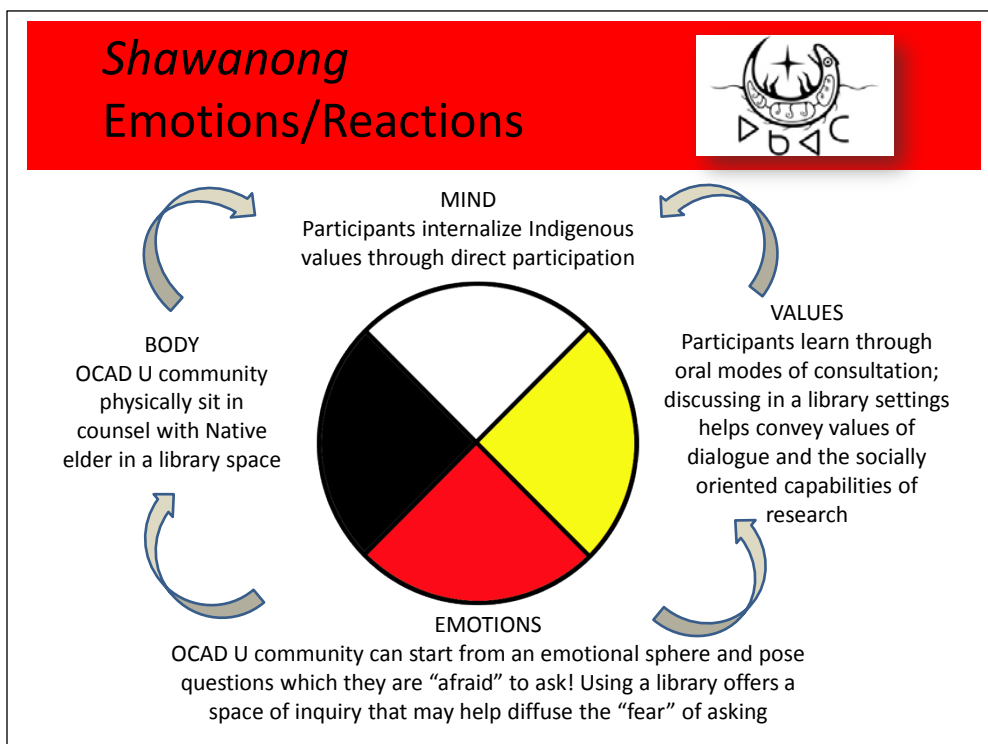 Shawanong
Emotions/Reactions
ᐅᑲᐊᑕ
MIND
Participants internalize Indigenous
values through direct participation
BODY
OCAD U community
physically sit in
counsel with Native
elder in a library space
VALUES
Participants learn through
oral modes of consultation;
discussing in a library settings
helps convey values of
dialogue and the socially
oriented capabilities of
research
EMOTIONS
OCAD U community can start from an emotional sphere and pose
questions which they are “afraid” to ask! Using a library offers a
space of inquiry that may help diffuse the “fear” of asking